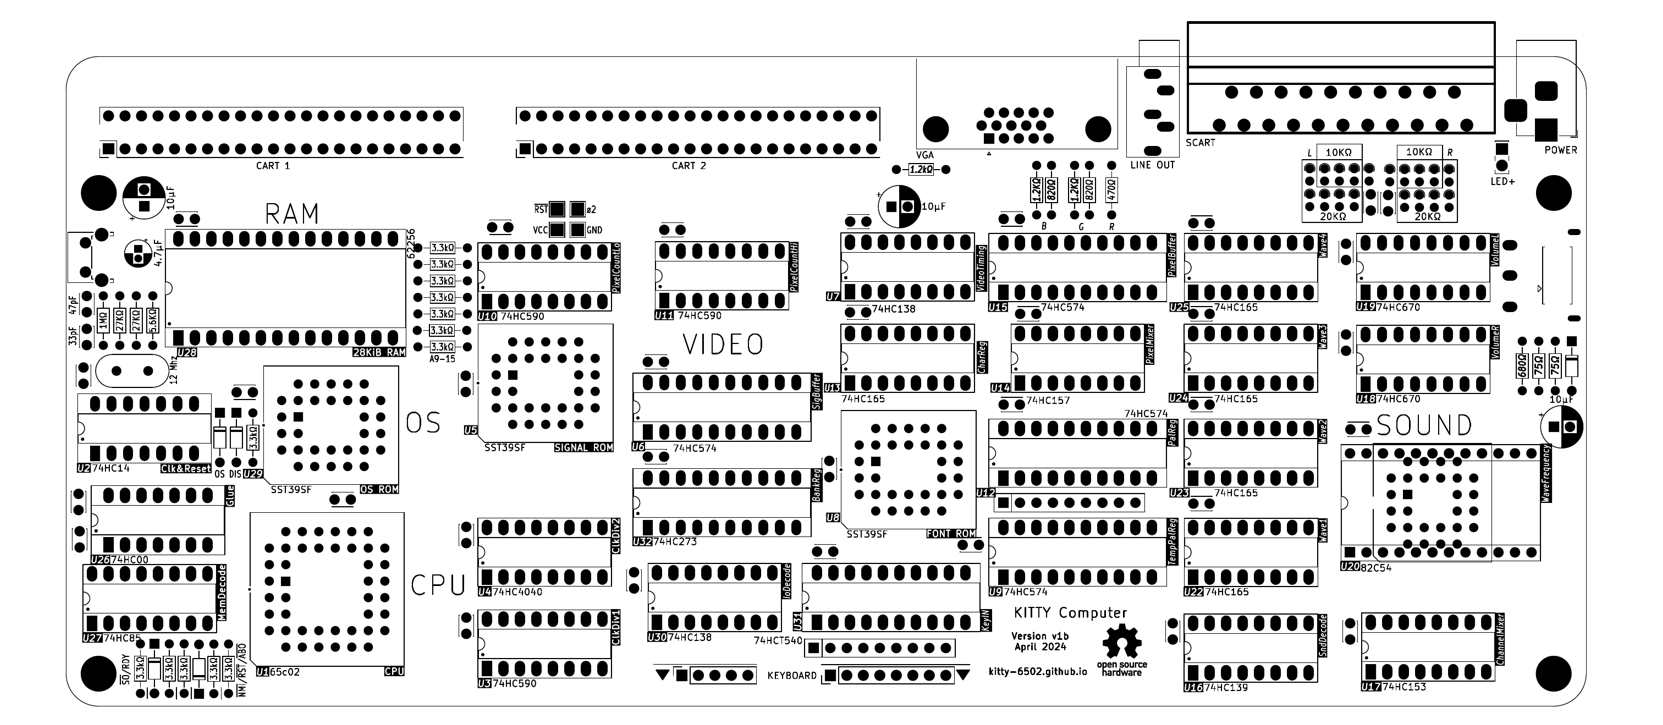 CART 1
CART 2
VGA
LINE OUT
SCART
POWER
LED+
10µF
1.2kΩ
10µF
1.2KΩ
820Ω
1.2KΩ
820Ω
470Ω
B
G
R
L
10KΩ
10KΩ
R
20KΩ
20KΩ
RAM
62256
4.7µF
RST
ø2
VCC
GND
47pF
33pF
1MΩ
27KΩ
27KΩ
5.6KΩ
U28
28KiB RAM
3.3kΩ
3.3kΩ
3.3kΩ
3.3kΩ
3.3kΩ
3.3kΩ
3.3kΩ
A9-15
12 Mhz
PixelCountLo
U10 74HC590
PixelCountHi
U11 74HC590
VideoTiming
U7 74HC138
PixelBuffer
U15 74HC574
Wave4
U25 74HC165
VolumeL
U19 74HC670
VIDEO
CharReg
U13
74HC165
PixelMixer
U14 74HC157
Wave3
U24 74HC165
VolumeR
U18 74HC670
680Ω
75Ω
75Ω
10µF
OS
U5
SST39SF
SIGNAL ROM
SigBuffer
U6
74HC574
74HC574
PalReg
U12
Wave2
U23 74HC165
SOUND
U2 74HC14
Clk&Reset
OS DIS
3.3kΩ
U29
SST39SF
OS ROM
BankReg
U32 74HC273
U8
SST39SF
FONT ROM
WaveFrequency
U20 82C54
Glue
U26 74HC00
ClkDiv2
U4 74HC4040
TempPalReg
U9 74HC574
Wave1
U22 74HC165
CPU
MemDecode
U27 74HC85
U1 65c02
CPU
ClkDiv1
U3 74HC590
IoDecode
U30 74HC138
U31
KeyIN
74HCT540
KEYBOARD
KITTY Computer
Version v1b
April 2024
kitty-6502.github.io
open source
hardware
SndDecode
U16 74HC139
ChannelMixer
U17 74HC153
SO/RDY
3.3kΩ
3.3kΩ
3.3kΩ
3.3kΩ
3.3kΩ
NMI/RST/ABO